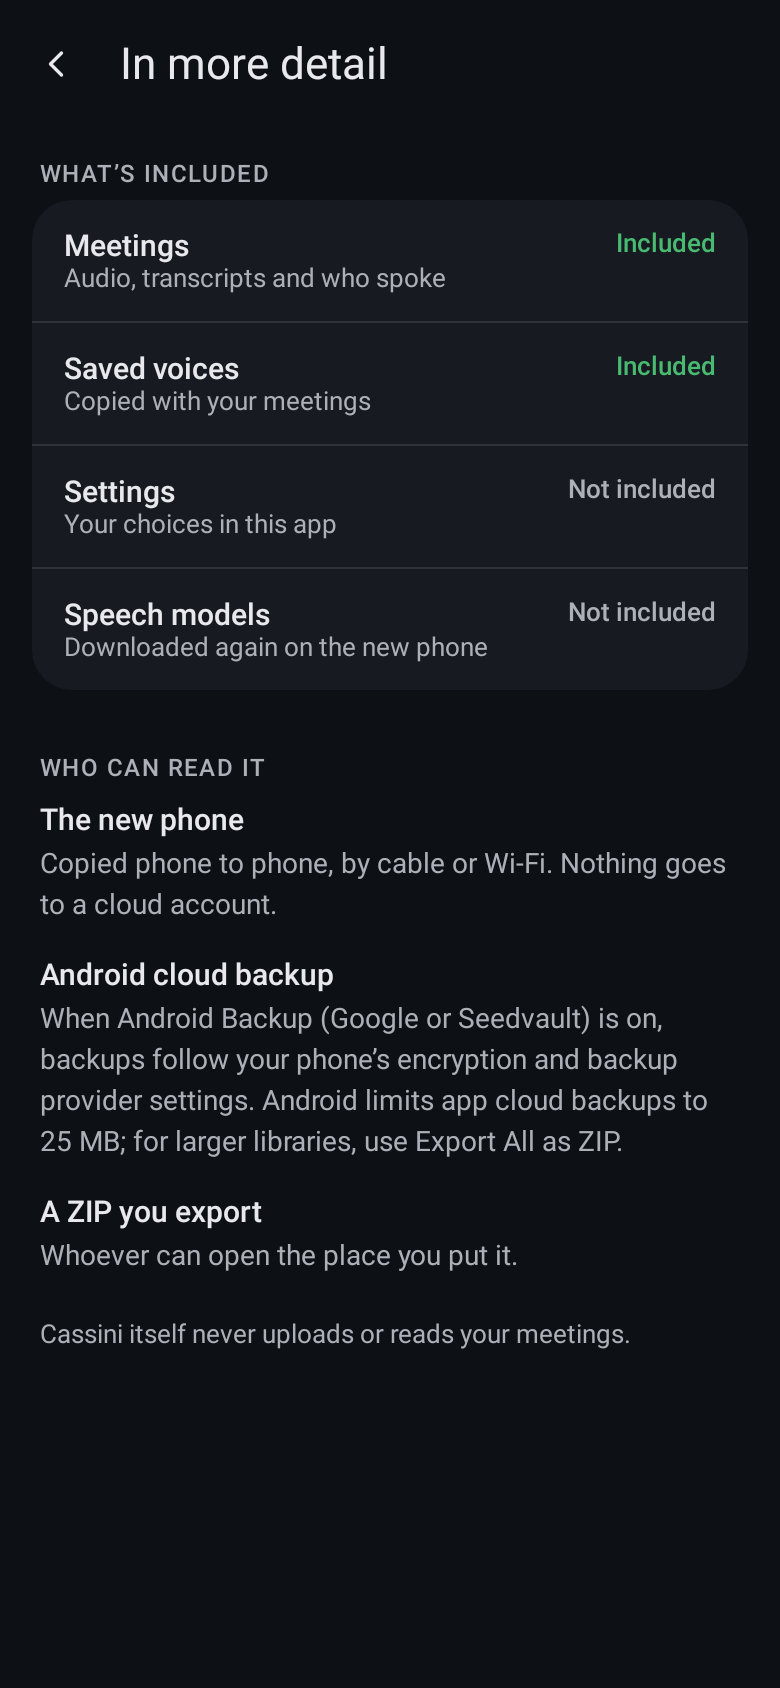 In more detail
WHAT’S INCLUDED
Meetings
Included
Audio, transcripts and who spoke
Saved voices
Included
Copied with your meetings
Settings
Not included
Your choices in this app
Speech models
Not included
Downloaded again on the new phone
WHO CAN READ IT
The new phone
Copied phone to phone, by cable or Wi-Fi. Nothing goes
to a cloud account.
Android cloud backup
When Android Backup (Google or Seedvault) is on,
backups follow your phone’s encryption and backup
provider settings. Android limits app cloud backups to
25 MB; for larger libraries, use Export All as ZIP.
A ZIP you export
Whoever can open the place you put it.
Cassini itself never uploads or reads your meetings.